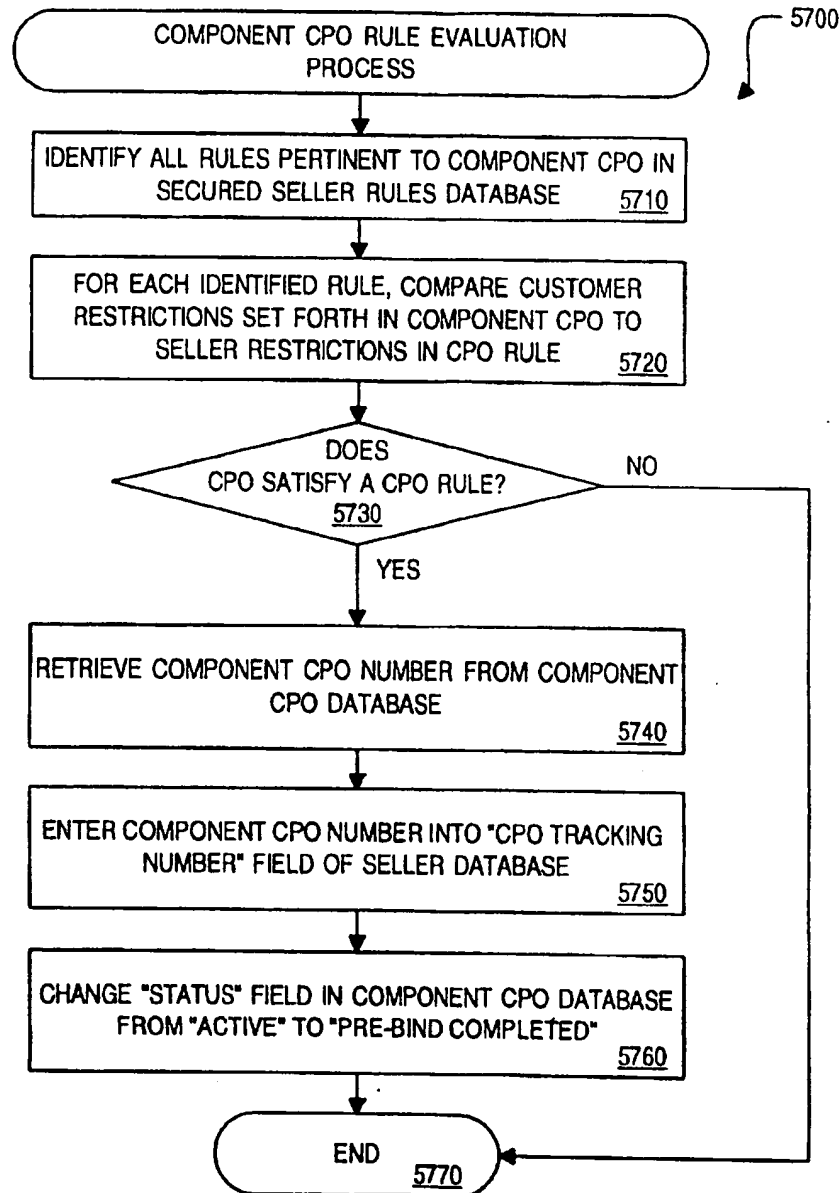 5700
COMPONENT CPO RULE EVALUATION
PROCESS
IDENTIFY ALL RULES PERTINENT TO COMPONENT CPO IN
SECURED SELLER RULES DATABASE
5710
FOR EACH IDENTIFIED RULE, COMPARE CUSTOMER
RESTRICTIONS SET FORTH IN COMPONENT CPO TO
SELLER RESTRICTIONS IN CPO RULE
5720
DOES
CPO SATISFY A CPO RULE?
5730
NO
YES
RETRIEVE COMPONENT CPO NUMBER FROM COMPONENT
CPO DATABASE
5740
ENTER COMPONENT CPO NUMBER INTO "CPO TRACKING
NUMBER" FIELD OF SELLER DATABASE
5750
CHANGE "STATUS" FIELD IN COMPONENT CPO DATABASE
FROM "ACTIVE" TO "PRE-BIND COMPLETED"
5760
END
5770